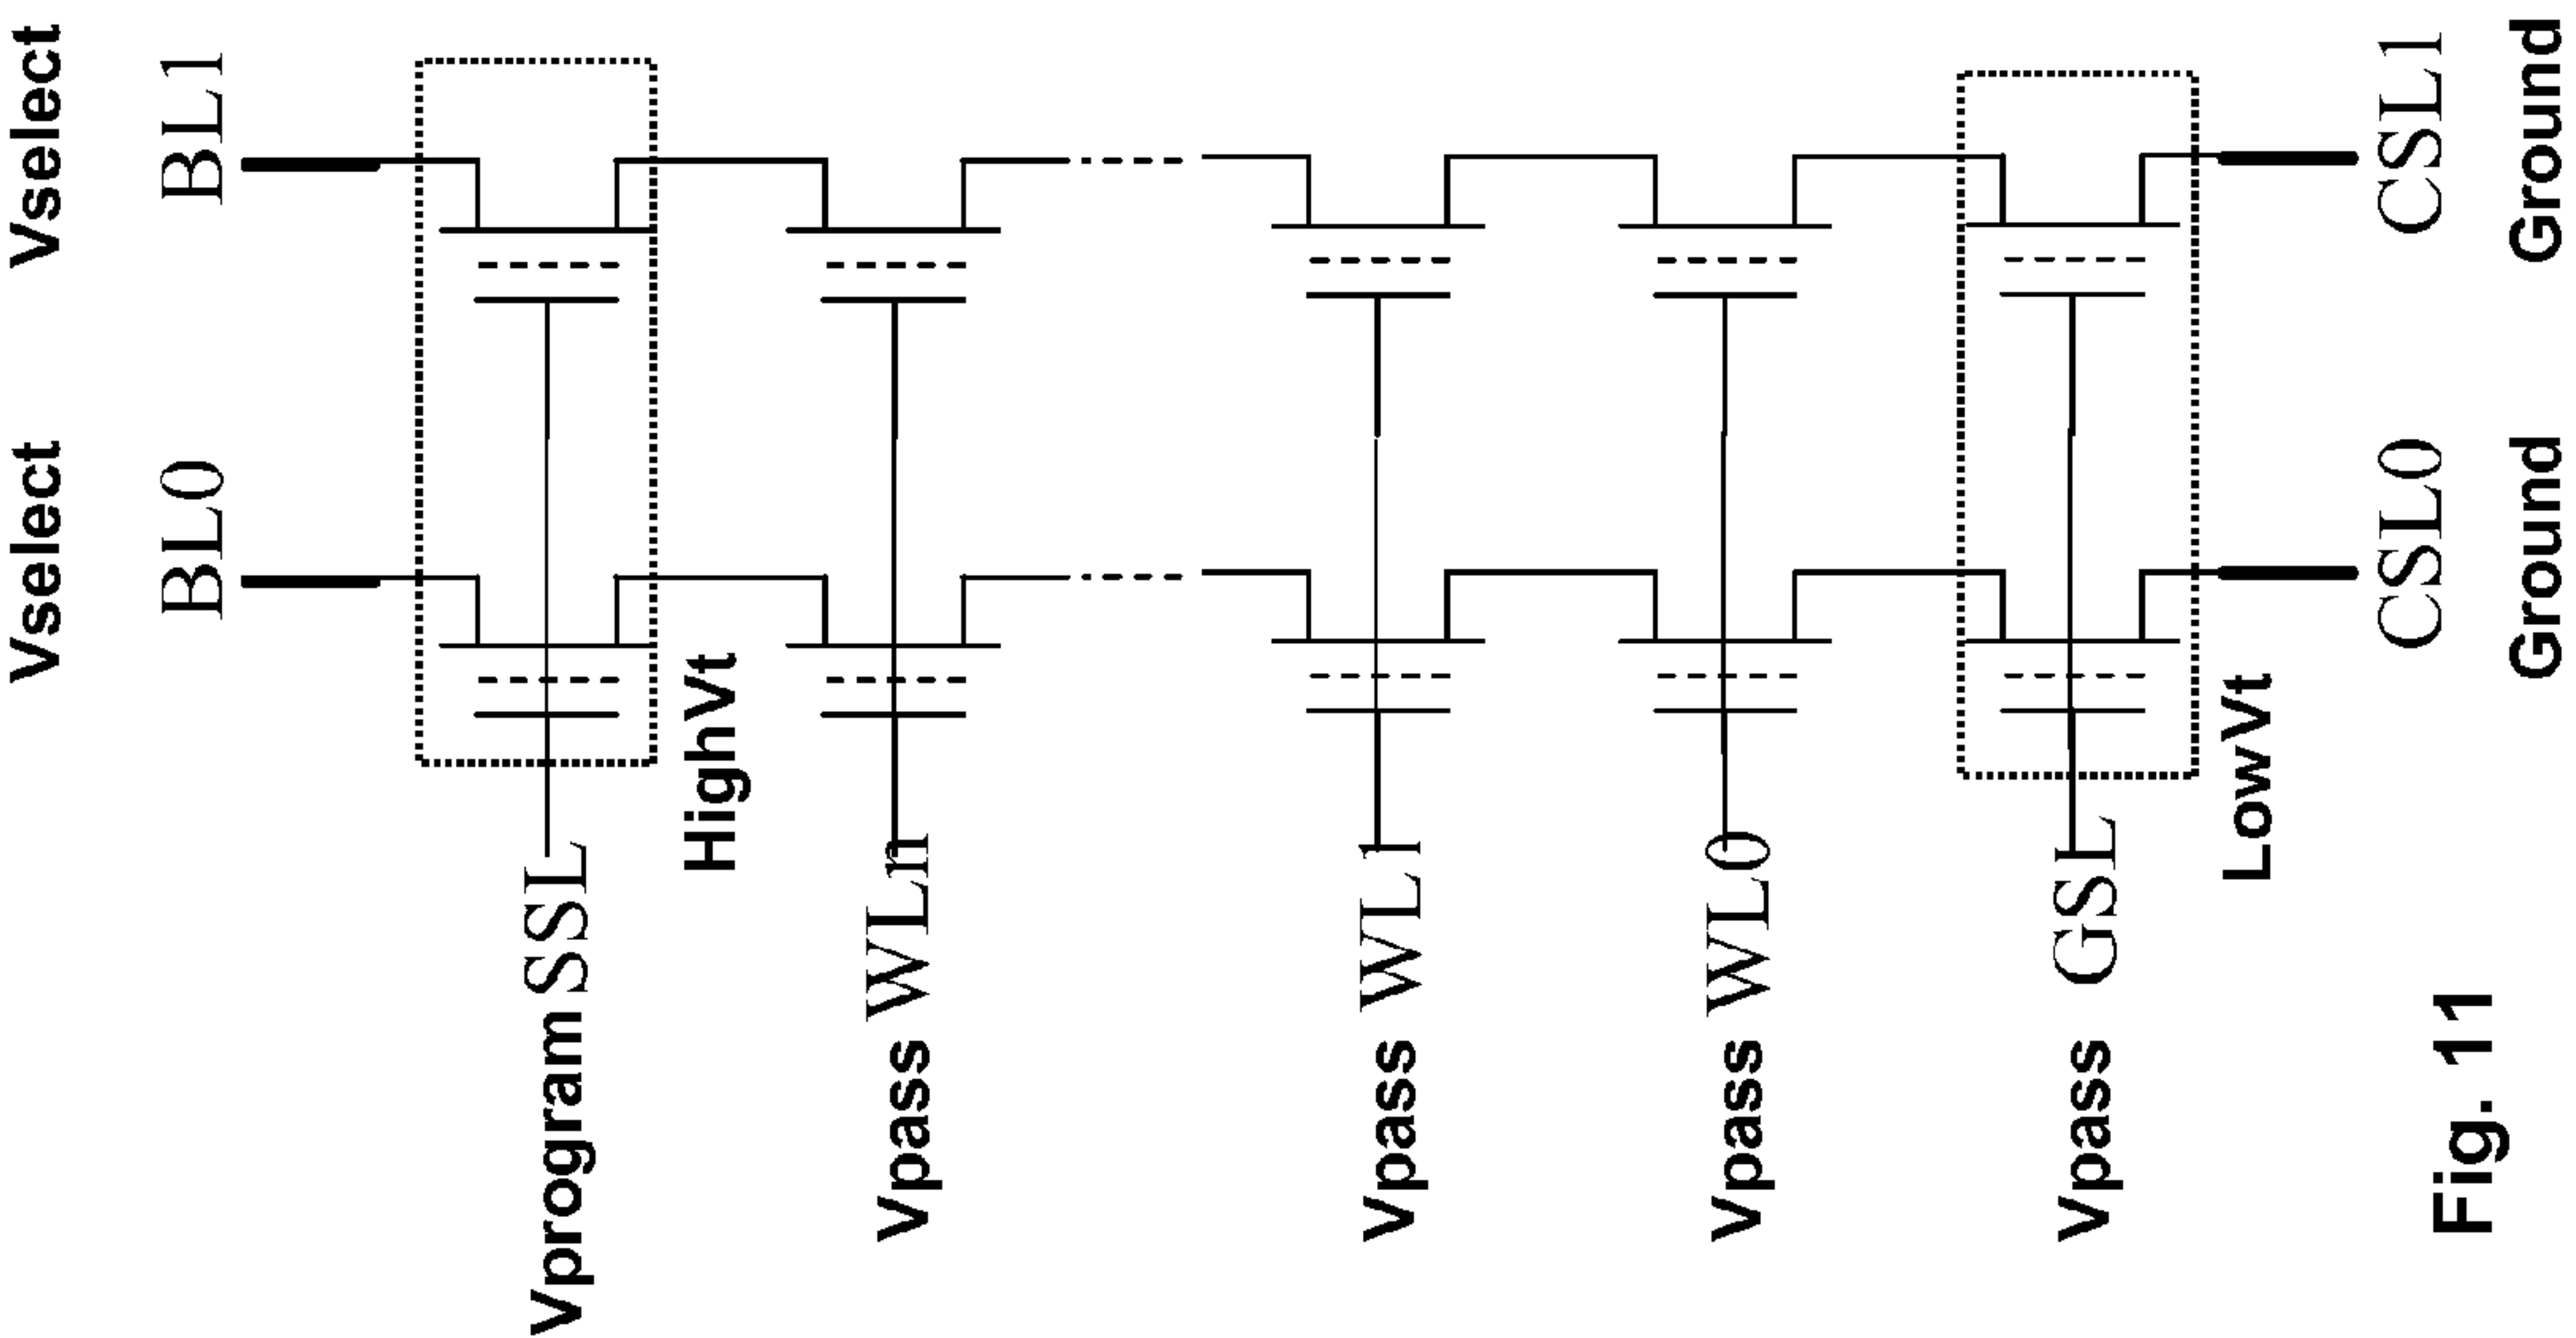 Vselect Vselect
BL0 BL1
Vprogram SSL
HighVt
Vpass WLn
Vpass WL1
Vpass WL0
Vpass GSL
LowVt
CSL0 CSL1
Ground Ground
Fig. 11